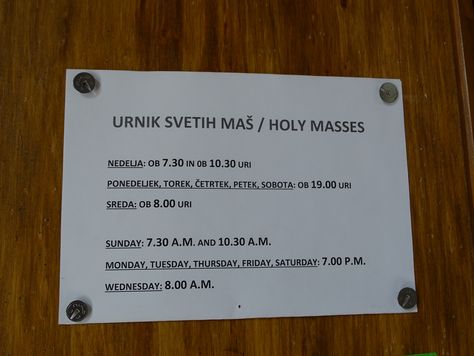 URNIK SVETIH MAŠ / HOLY MASSES
NEDELJA: OB 7.30 IN 0B 10.30 URI
PONEDELJEK, TOREK, ČETRTEK, PETEK, SOBOTA: OB 19.00 URI
SREDA: OB 8.00 URI
SUNDAY: 7.30 A.M. AND 10.30 A.M.
MONDAY, TUESDAY, THURSDAY, FRIDAY, SATURDAY: 7.00 P.M.
WEDNESDAY: 8.00 A.M.